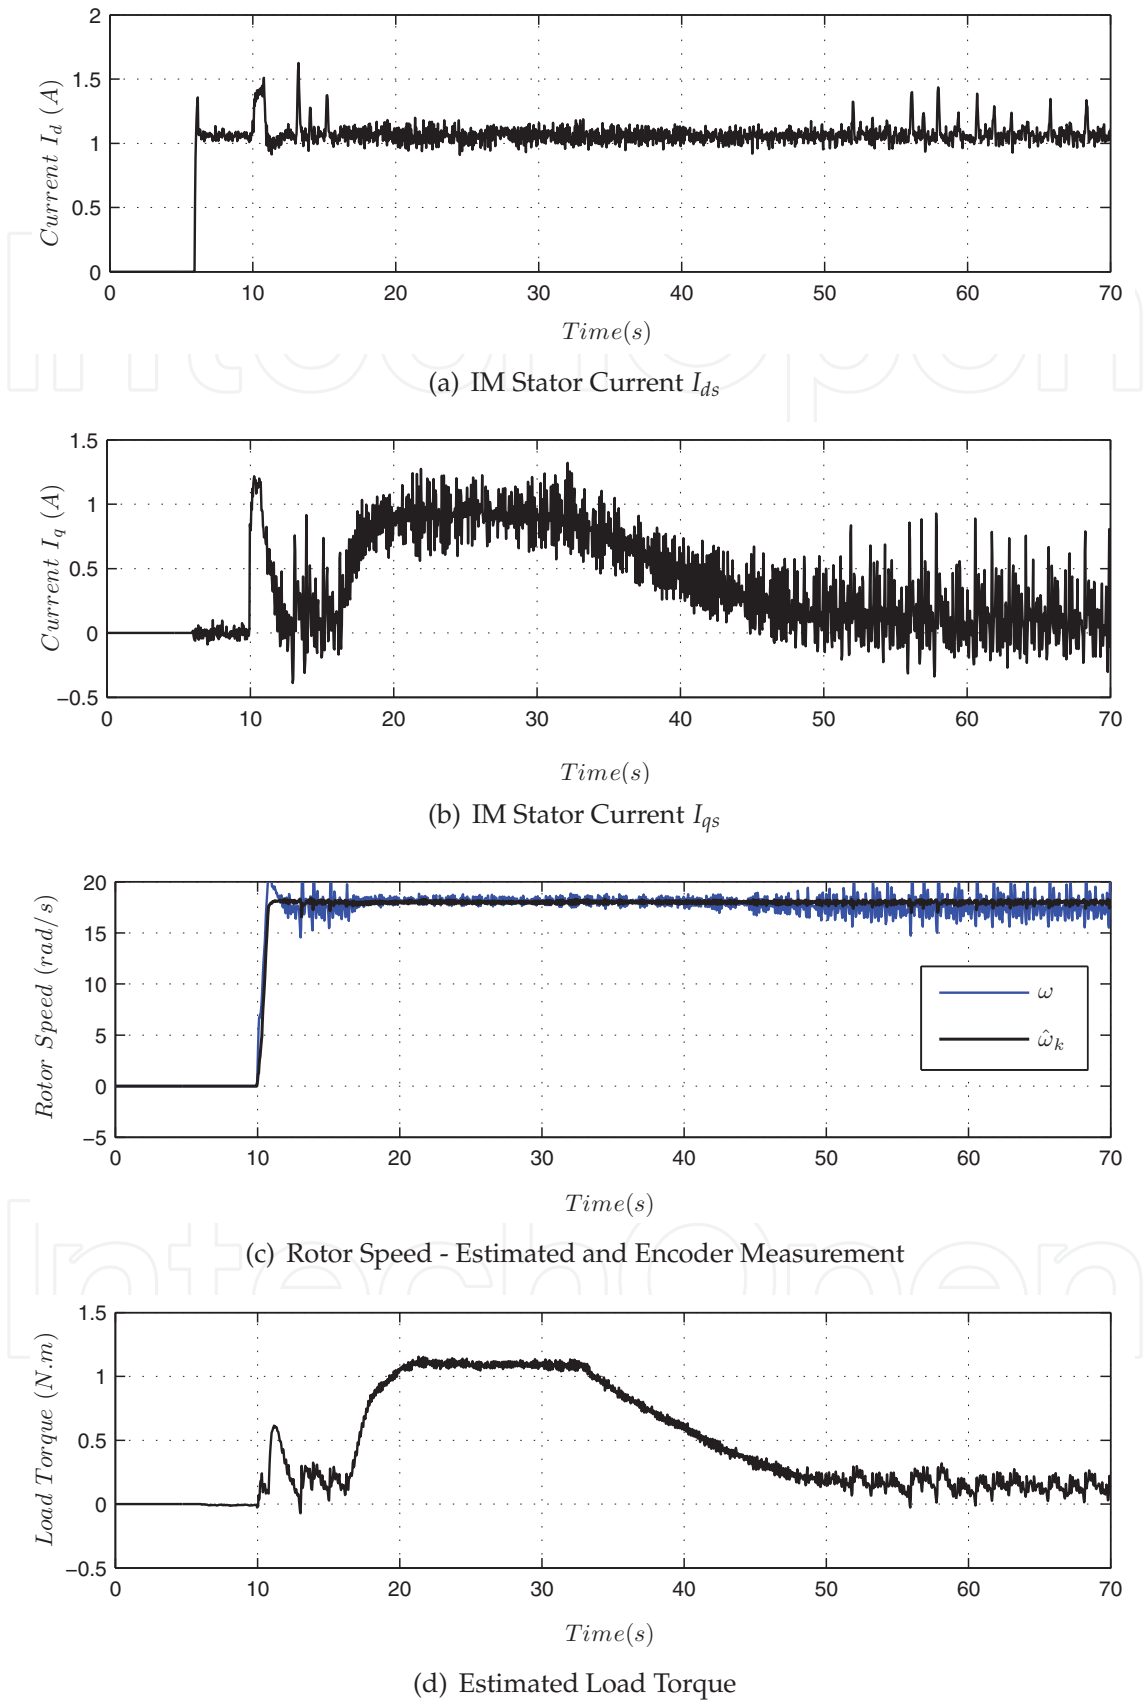 2
1.5
1
0.5
0
Current I_d (A)
0 10 20 30 40 50 60 70
Time(s)
(a) IM Stator Current I_ds
1.5
1
0.5
0
−0.5
Current I_q (A)
0 10 20 30 40 50 60 70
Time(s)
(b) IM Stator Current I_qs
20
15
10
5
0
−5
Rotor Speed (rad/s)
ω
ω̂_k
0 10 20 30 40 50 60 70
Time(s)
(c) Rotor Speed - Estimated and Encoder Measurement
1.5
1
0.5
0
−0.5
Load Torque (N.m)
0 10 20 30 40 50 60 70
Time(s)
(d) Estimated Load Torque
IntechOpen
IntechOpen